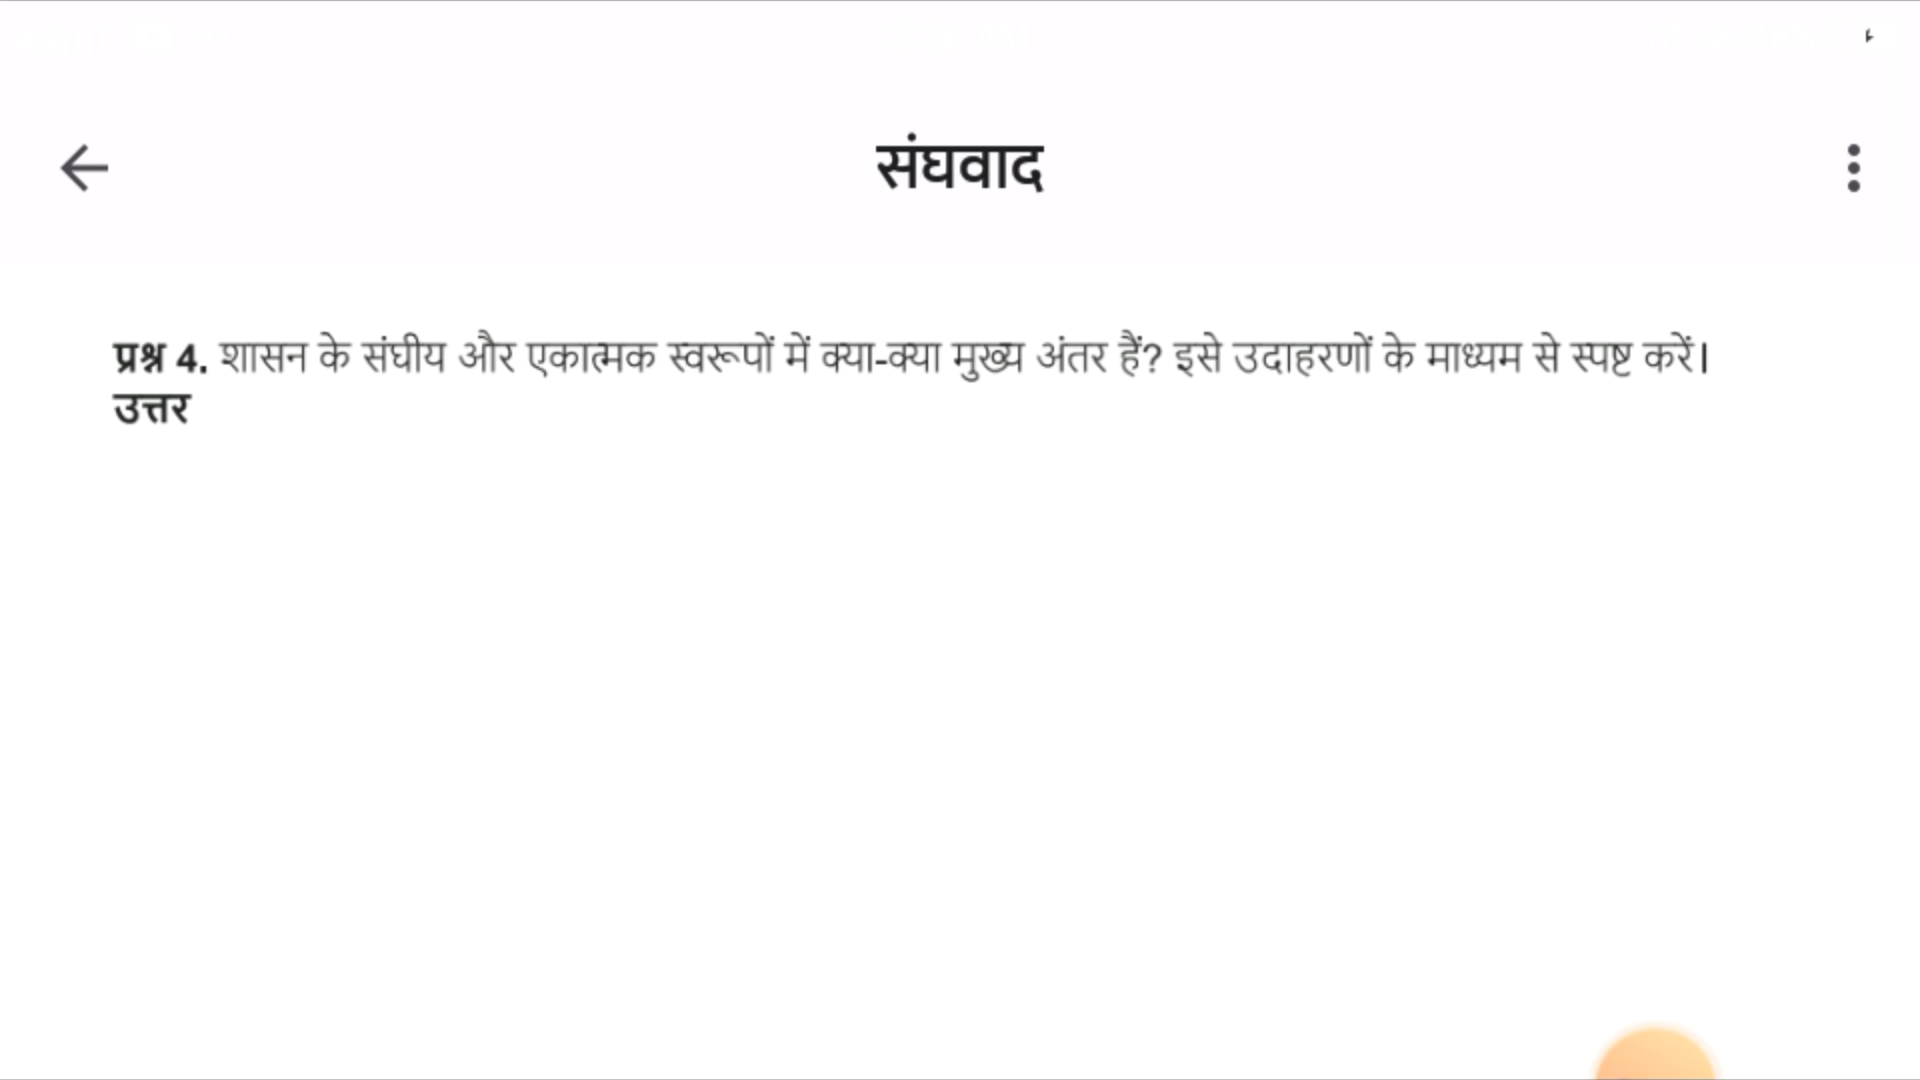 संघवाद
प्रश्न 4. शासन के संघीय और एकात्मक स्वरूपों में क्या-क्या मुख्य अंतर हैं? इसे उदाहरणों के माध्यम से स्पष्ट करें।
उत्तर